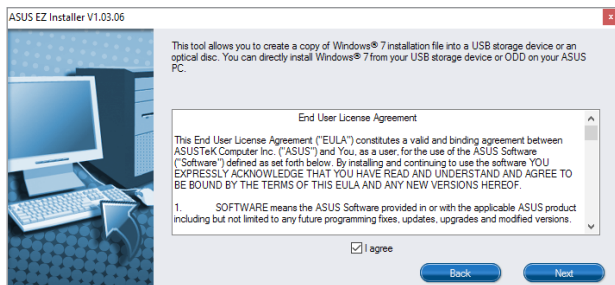 ASUS EZ Installer V1.03.06
x
This tool allows you to create a copy of Windows® 7 installation file into a USB storage device or an
optical disc. You can directly install Windows® 7 from your USB storage device or ODD on your ASUS
PC.
End User License Agreement
This End User License Agreement ("EULA") constitutes a valid and binding agreement between
ASUSTeK Computer Inc. ("ASUS") and You, as a user, for the use of the ASUS Software
("Software") defined as set forth below. By installing and continuing to use the software YOU
EXPRESSLY ACKNOWLEDGE THAT YOU HAVE READ AND UNDERSTAND AND AGREE TO
BE BOUND BY THE TERMS OF THIS EULA AND ANY NEW VERSIONS HEREOF.
1. SOFTWARE means the ASUS Software provided in or with the applicable ASUS product
including but not limited to any future programming fixes, updates, upgrades and modified versions.
I agree
Back Next